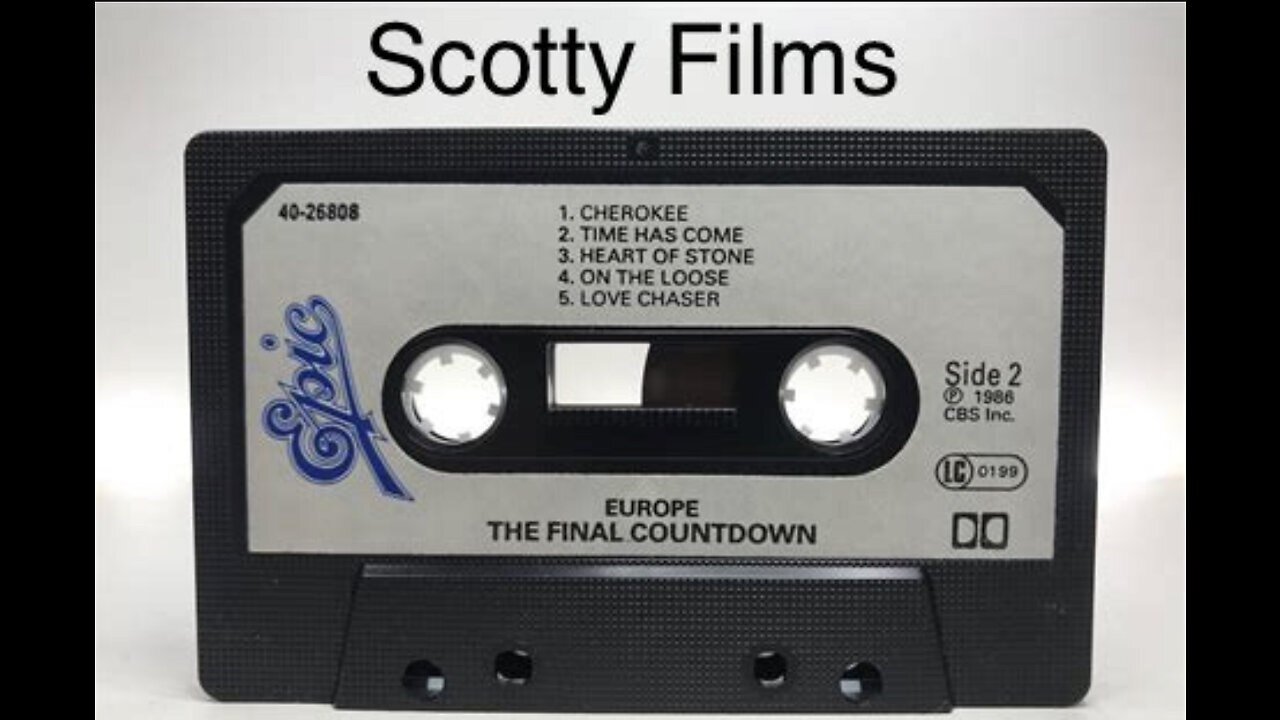 Scotty Films
40-26808
1. CHEROKEE
2. TIME HAS COME
3. HEART OF STONE
4. ON THE LOOSE
5. LOVE CHASER
Epic
Side 2
℗ 1986
CBS Inc.
LC 0199
EUROPE
THE FINAL COUNTDOWN